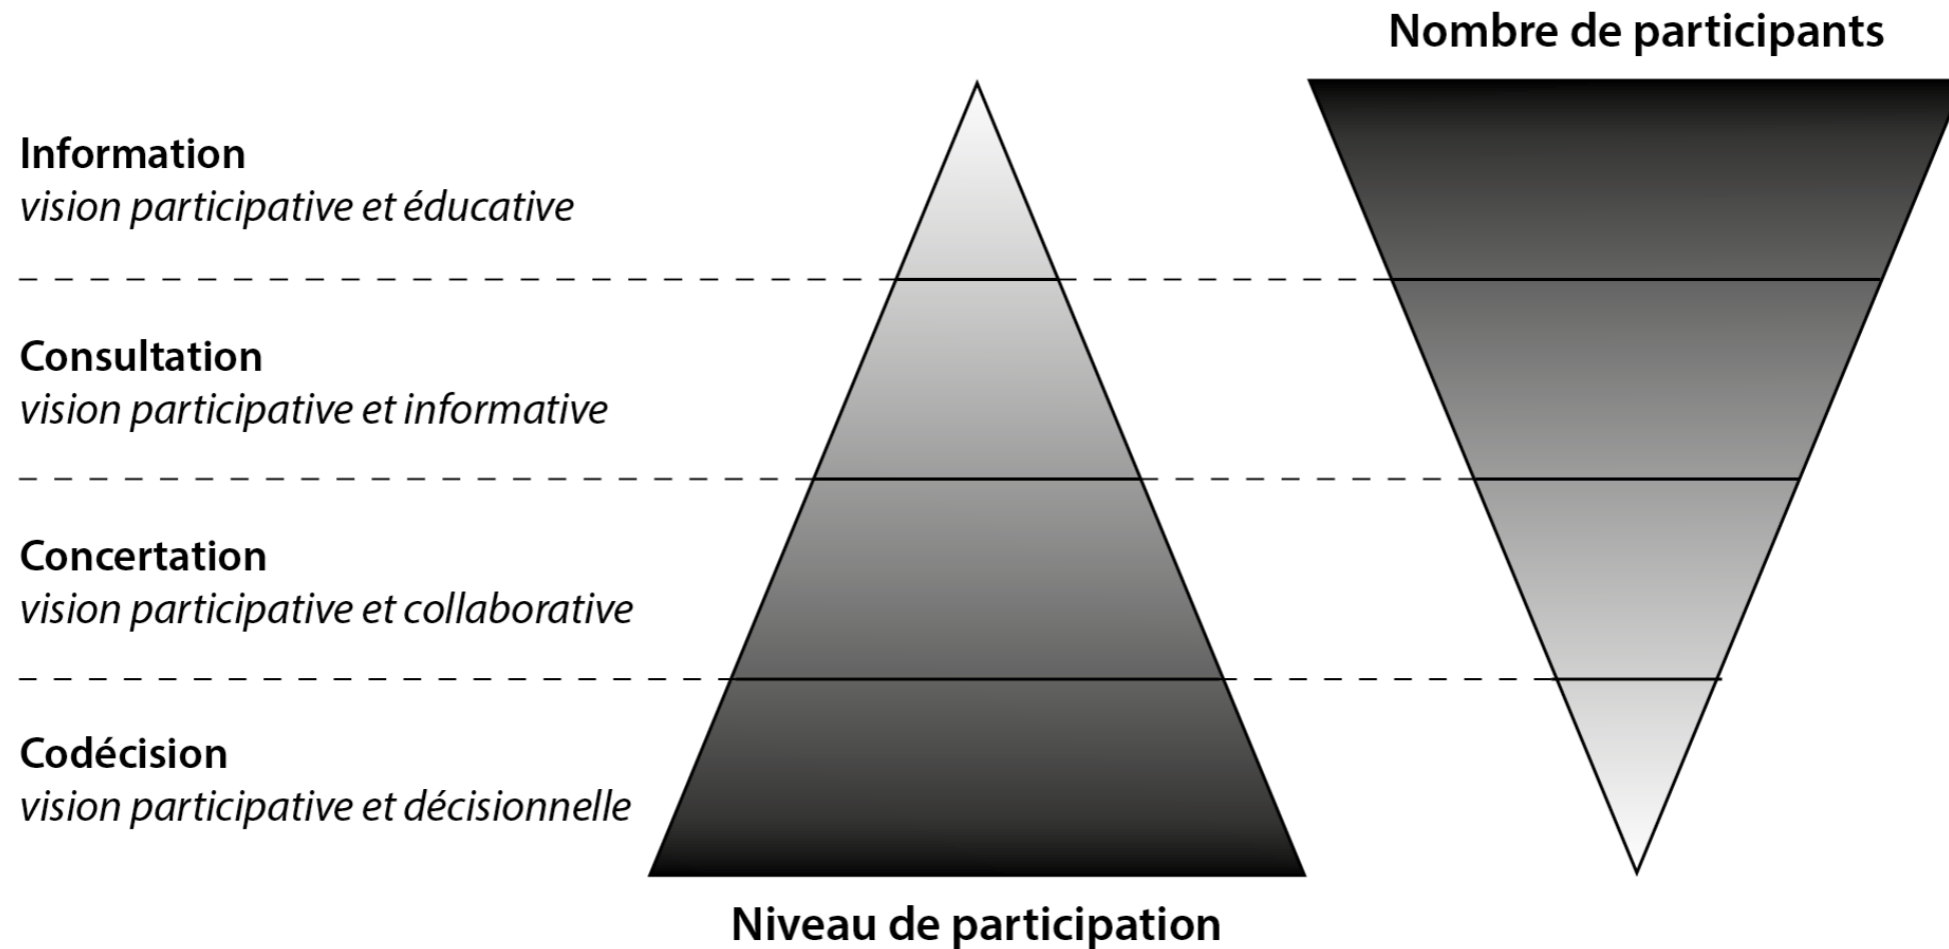 Nombre de participants
Information
vision participative et éducative
Consultation
vision participative et informative
Concertation
vision participative et collaborative
Codécision
vision participative et décisionnelle
Niveau de participation